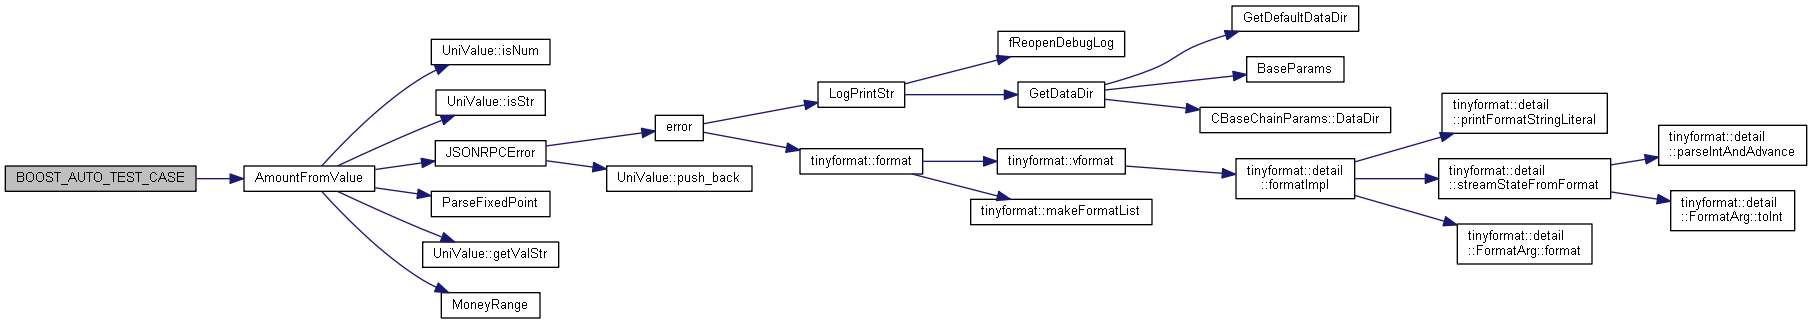 BOOST_AUTO_TEST_CASE
AmountFromValue
UniValue::isNum
UniValue::isStr
JSONRPCError
ParseFixedPoint
UniValue::getValStr
MoneyRange
error
UniValue::push_back
LogPrintStr
tinyformat::format
fReopenDebugLog
GetDataDir
tinyformat::vformat
tinyformat::makeFormatList
GetDefaultDataDir
BaseParams
CBaseChainParams::DataDir
tinyformat::detail
::formatImpl
tinyformat::detail
::printFormatStringLiteral
tinyformat::detail
::streamStateFromFormat
tinyformat::detail
::FormatArg::format
tinyformat::detail
::parseIntAndAdvance
tinyformat::detail
::FormatArg::toInt